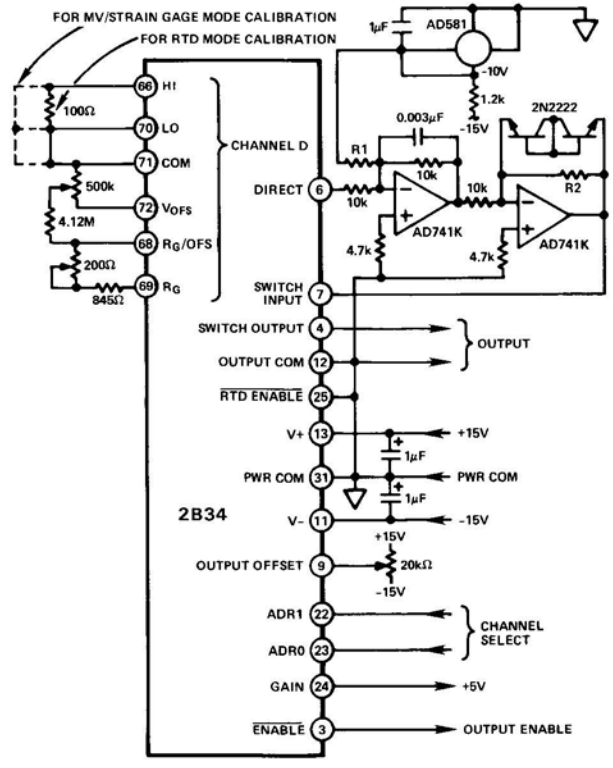 FOR MV/STRAIN GAGE MODE CALIBRATION
FOR RTD MODE CALIBRATION
1µF
AD581
-10V
1.2k
-15V
2N2222
0.003µF
R1
10k
R2
10k
10k
AD741K
AD741K
4.7k
4.7k
100Ω
500k
4.12M
200Ω
845Ω
66 HI
70 LO
71 COM
72 VOFS
68 RG/OFS
69 RG
CHANNEL D
DIRECT 6
SWITCH
INPUT 7
SWITCH OUTPUT 4
OUTPUT COM 12
OUTPUT
RTD ENABLE 25
V+ 13
+15V
+
1µF
PWR COM 31
PWR COM
+
1µF
2B34
V- 11
-15V
+15V
OUTPUT OFFSET 9
20kΩ
-15V
ADR1 22
ADR0 23
CHANNEL
SELECT
GAIN 24
+5V
ENABLE 3
OUTPUT ENABLE